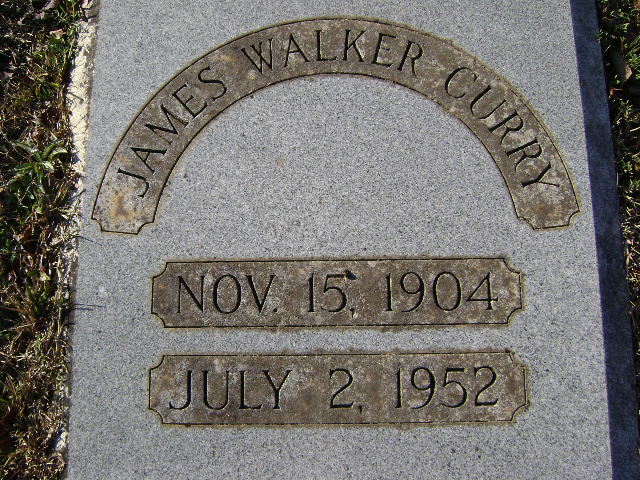 JAMES WALKER CURRY
NOV. 15, 1904
JULY 2, 1952